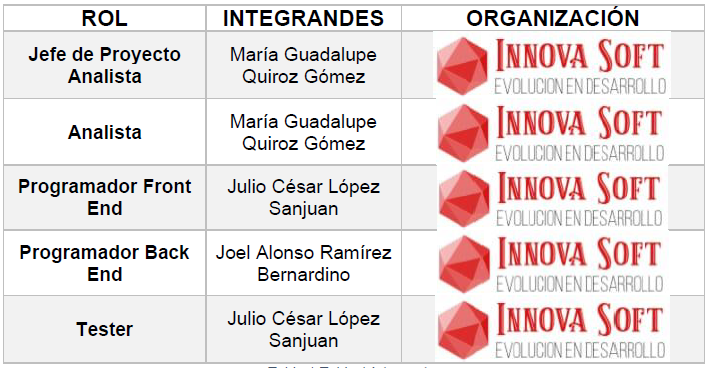 ROL INTEGRANDES ORGANIZACIÓN
Jefe de Proyecto
Analista
María Guadalupe
Quiroz Gómez
INNOVA SOFT
EVOLUCION EN DESARROLLO
Analista
María Guadalupe
Quiroz Gómez
INNOVA SOFT
EVOLUCION EN DESARROLLO
Programador Front
End
Julio César López
Sanjuan
INNOVA SOFT
EVOLUCION EN DESARROLLO
Programador Back
End
Joel Alonso Ramírez
Bernardino
INNOVA SOFT
EVOLUCION EN DESARROLLO
Tester
Julio César López
Sanjuan
INNOVA SOFT
EVOLUCION EN DESARROLLO